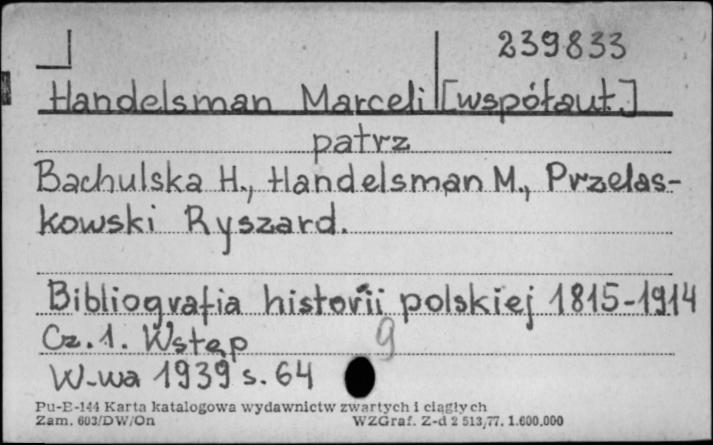 239833
Handelsman Marceli [współaut.]
patrz
Bachulska H., Handelsman M., Przelas-
kowski Ryszard.
Bibliografia historii polskiej 1815-1914
Cz. 1. Wstęp 9
W-wa 1939 s. 64
Pu-E-144 Karta katalogowa wydawnictw zwartych i ciągłych
Zam. 603/DW/On WZGraf. Z-d 2 513,77. 1.600.000